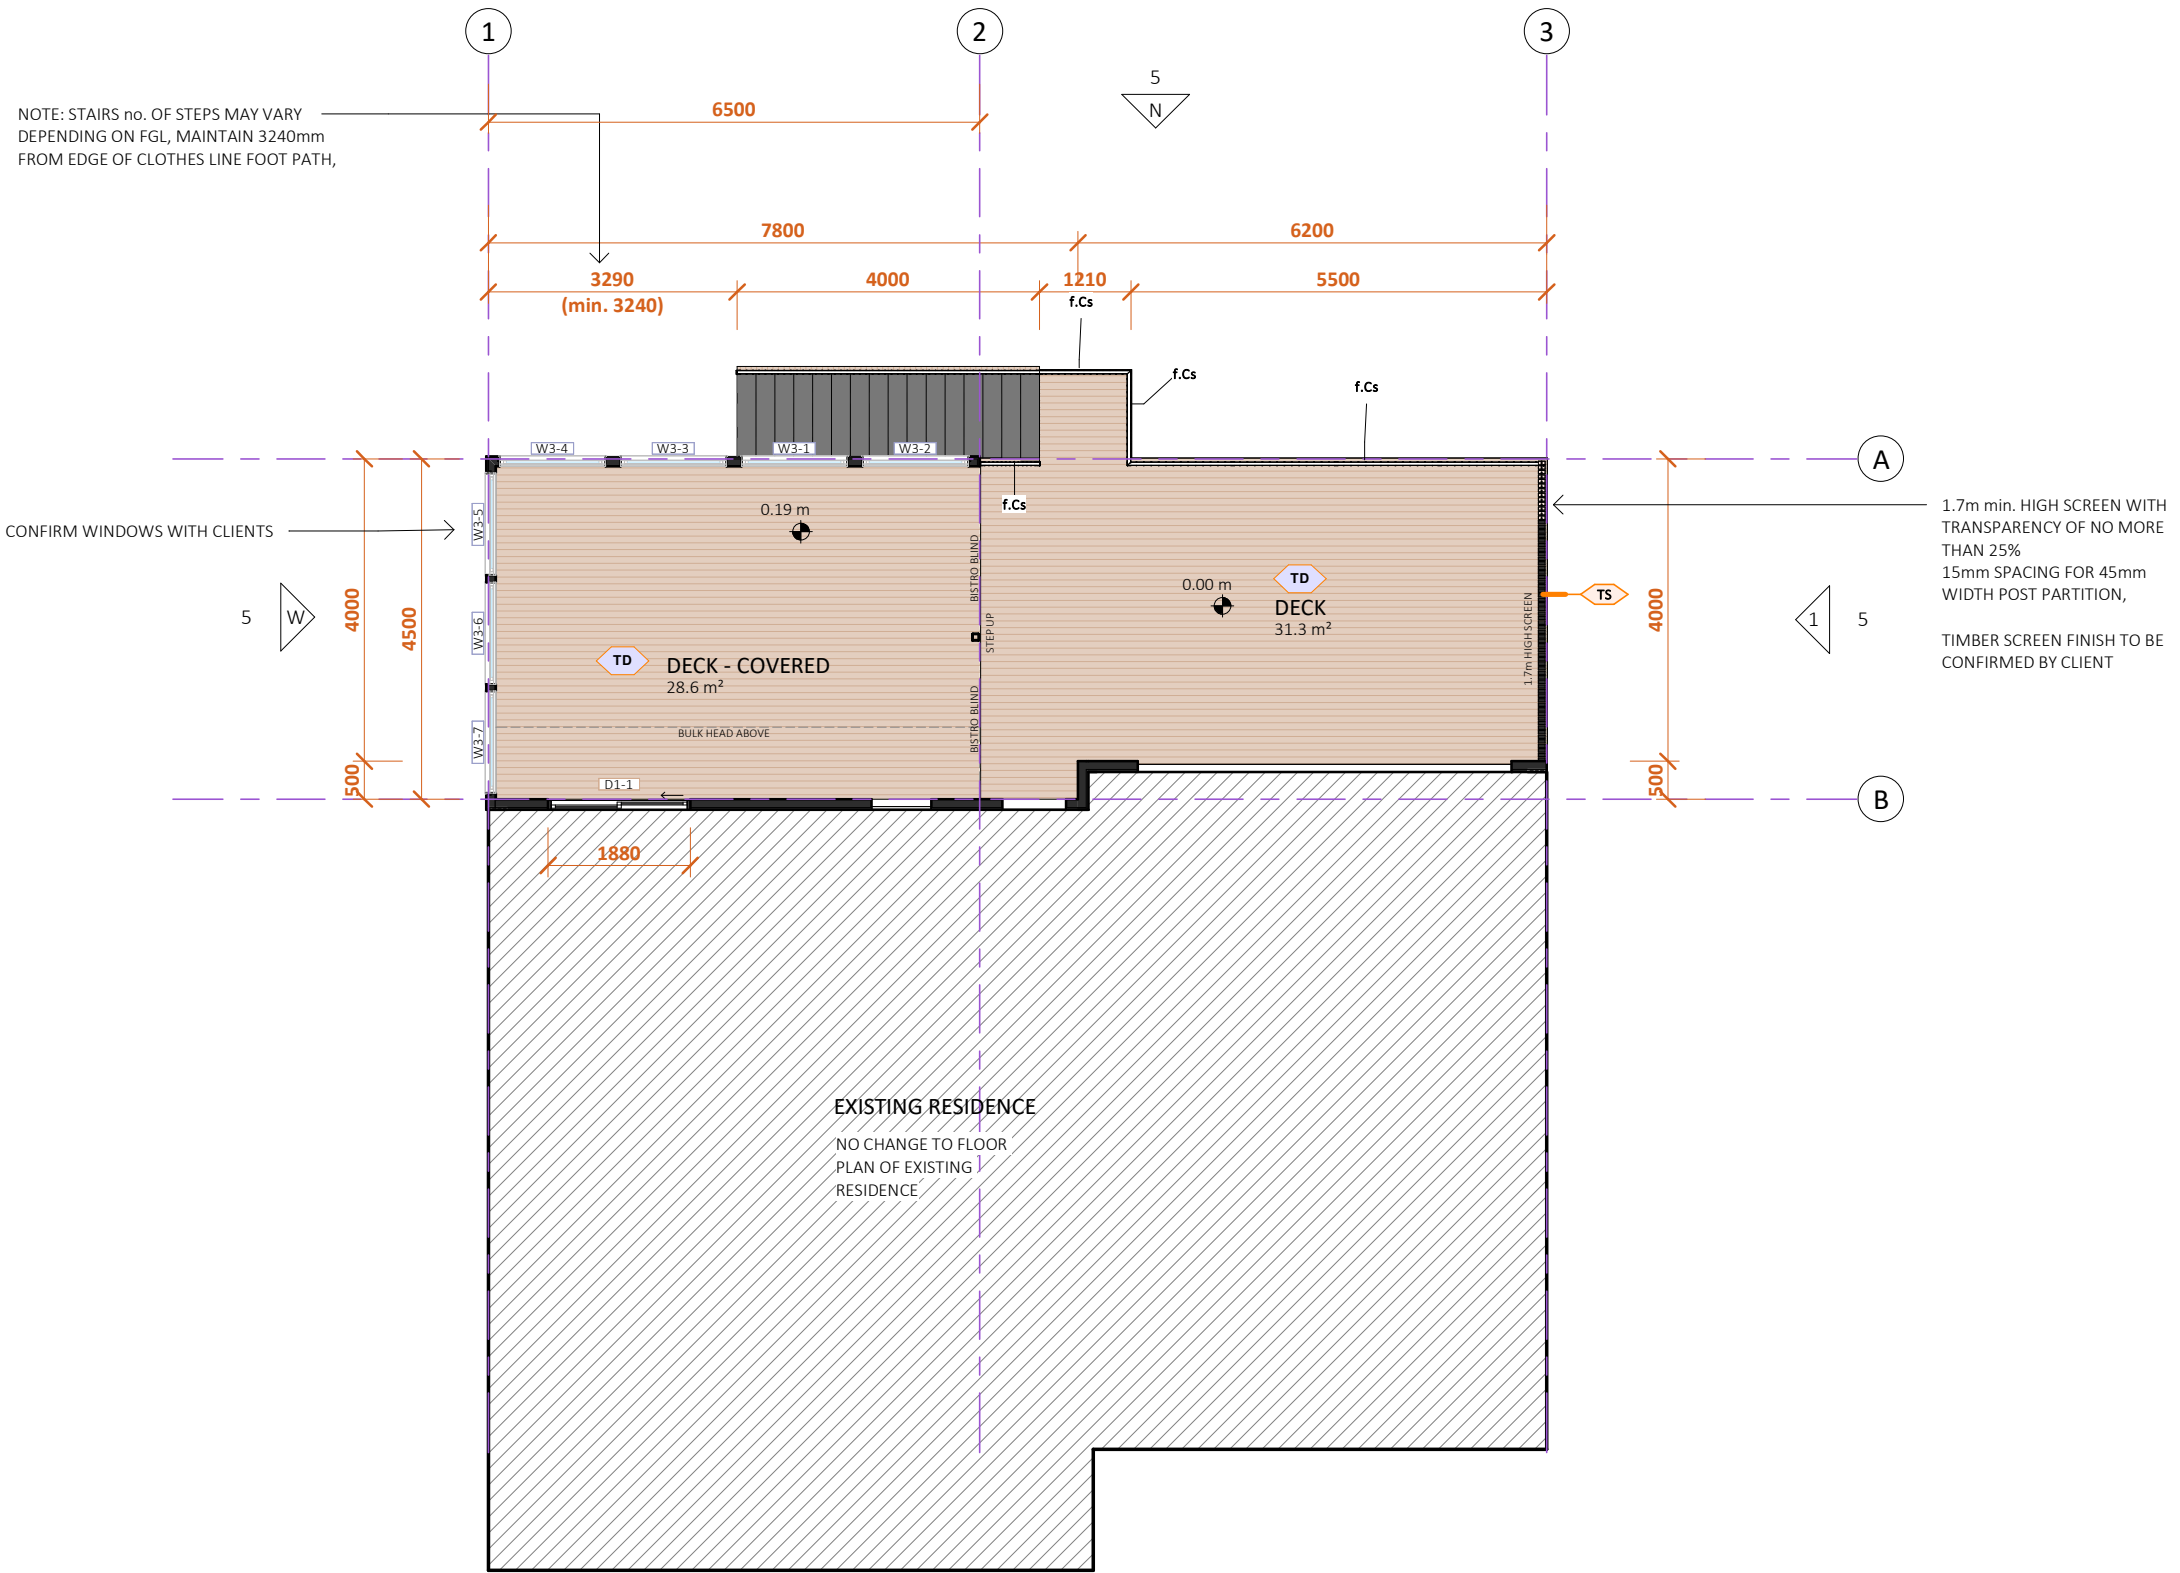 1
2
3
5
N
NOTE: STAIRS no. OF STEPS MAY VARY
DEPENDING ON FGL, MAINTAIN 3240mm
FROM EDGE OF CLOTHES LINE FOOT PATH,
6500
7800
6200
3290
(min. 3240)
4000
1210
5500
f.Cs
f.Cs
f.Cs
W3-4
W3-3
W3-1
W3-2
A
f.Cs
0.19 m
CONFIRM WINDOWS WITH CLIENTS
W3-5
BISTRO BLIND
1.7m min. HIGH SCREEN WITH
TRANSPARENCY OF NO MORE
THAN 25%
15mm SPACING FOR 45mm
WIDTH POST PARTITION,
TIMBER SCREEN FINISH TO BE
CONFIRMED BY CLIENT
0.00 m
TD
DECK
31.3 m²
TS
5
W
4000
4500
W3-6
STEP UP
1.7m HIGH SCREEN
4000
1
5
TD
DECK - COVERED
28.6 m²
BISTRO BLIND
BULK HEAD ABOVE
W3-7
500
D1-1
500
B
1880
EXISTING RESIDENCE
NO CHANGE TO FLOOR
PLAN OF EXISTING
RESIDENCE